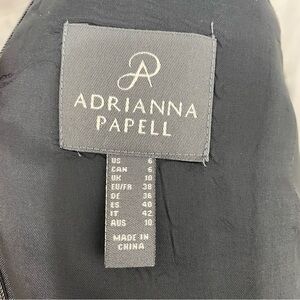 ADRIANNA
PAPELL
US 6
CAN 6
UK 10
EU/FR 38
DE 36
ES 40
IT 42
AUS 10
MADE IN
CHINA